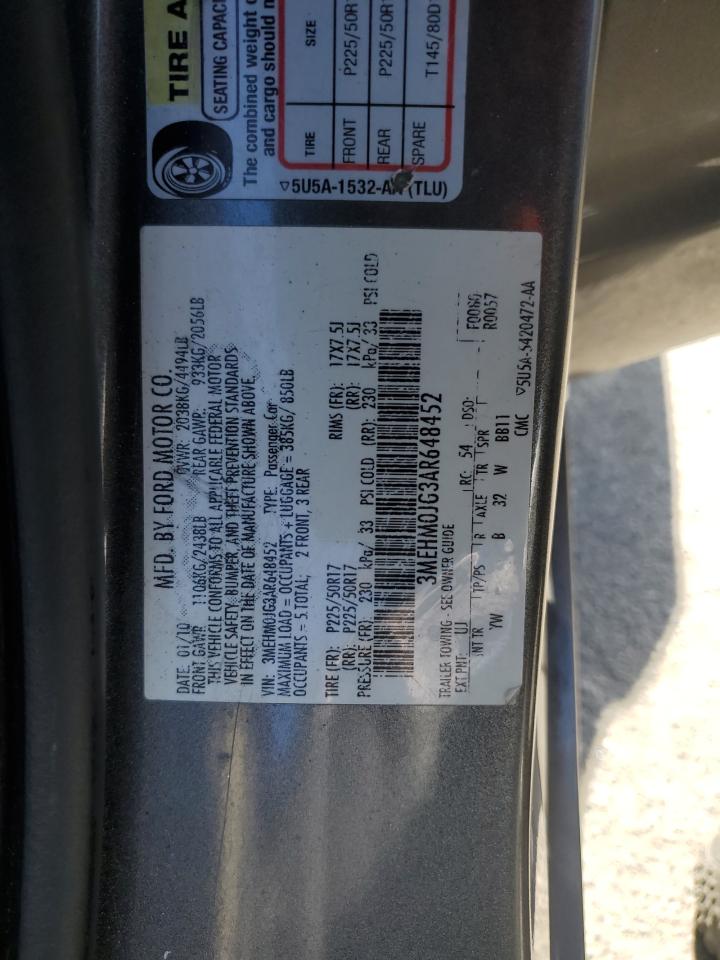 TIRE A
SEATING CAPAC
The combined weight o
and cargo should n
TIRE SIZE
FRONT P225/50R1
REAR P225/50R1
SPARE T145/80D1
5U5A-1532-A (TLU)
MFD. BY FORD MOTOR CO.
DATE: 01/10 GVWR: 2038KG/4494LB
FRONT GAWR: 1106KG/2438LB REAR GAWR: 933KG/2056LB
THIS VEHICLE CONFORMS TO ALL APPLICABLE FEDERAL MOTOR
VEHICLE SAFETY, BUMPER, AND THEFT PREVENTION STANDARDS
IN EFFECT ON THE DATE OF MANUFACTURE SHOWN ABOVE.
VIN: 3MEHM0JG3AR648452 TYPE: Passenger Car
MAXIMUM LOAD = OCCUPANTS + LUGGAGE = 385KG/ 850LB
OCCUPANTS = 5 TOTAL; 2 FRONT, 3 REAR
TIRE (FR): P225/50R17 RIMS (FR): 17X7.5J
(RR): P225/50R17 (RR): 17X7.5J
PRESSURE (FR): 230 kPa/ 33 PSI COLD (RR): 230 kPa/ 33 PSI COLD
3MEHM0JG3AR648452
TRAILER TOWING - SEE OWNER GUIDE F0060
EXT PNT: UJ RC: 54 DSO: R0057
INT TR TP/PS R AXLE TR SPR
YW B 32 W BB11
CMC 5U5A-5420472-AA